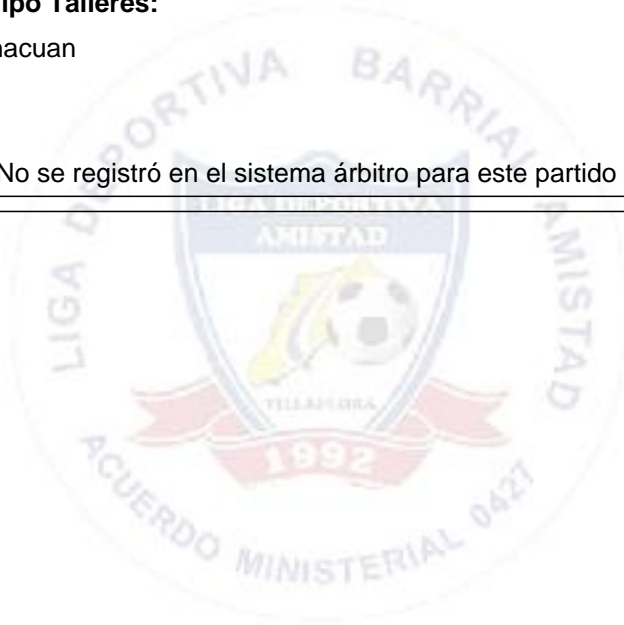 ipo Talleres:
nacuan
No se registró en el sistema árbitro para este partido
LIGA DEPORTIVA BARRIAL AMISTAD
LIGA DEPORTIVA
AMISTAD
VILLAFLORA
1992
ACUERDO MINISTERIAL 0427